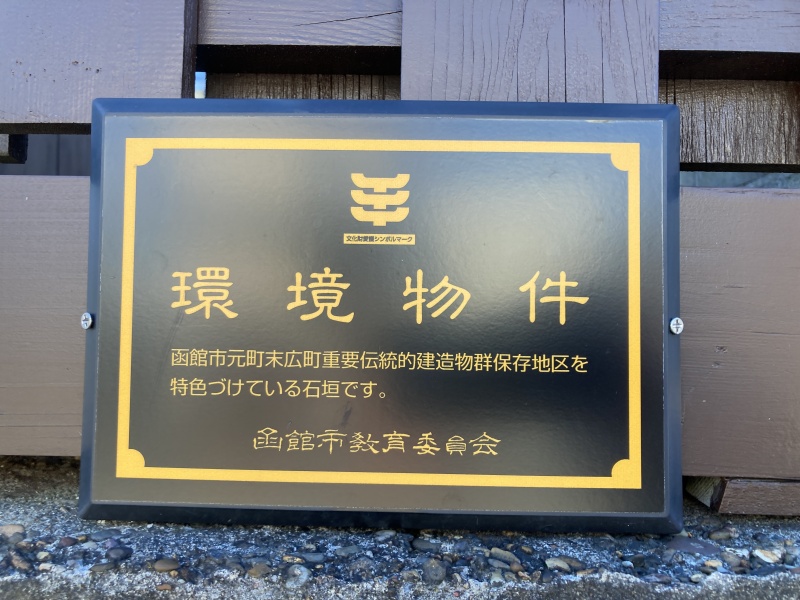 文化財愛護シンボルマーク
環境物件
函館市元町末広町重要伝統的建造物群保存地区を
特色づけている石垣です。
函館市教育委員会